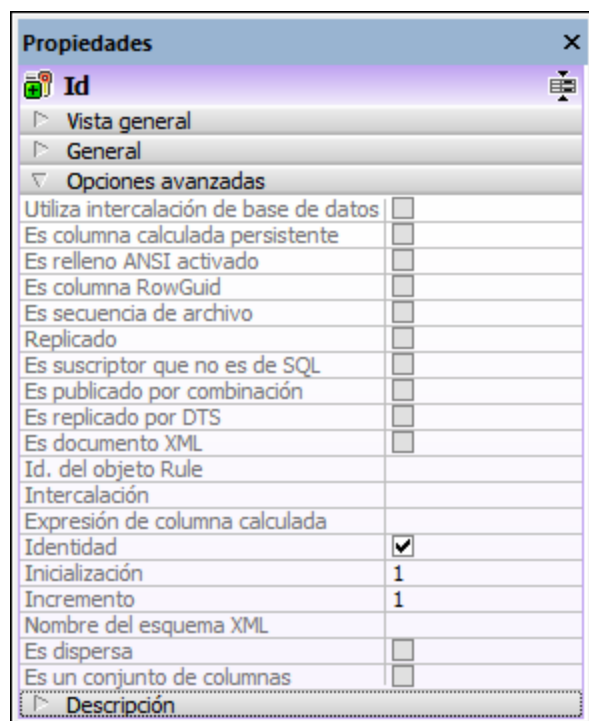 Propiedades
Id
Vista general
General
Opciones avanzadas
Utiliza intercalación de base de datos
Es columna calculada persistente
Es relleno ANSI activado
Es columna RowGuid
Es secuencia de archivo
Replicado
Es suscriptor que no es de SQL
Es publicado por combinación
Es replicado por DTS
Es documento XML
Id. del objeto Rule
Intercalación
Expresión de columna calculada
Identidad
Inicialización 1
Incremento 1
Nombre del esquema XML
Es dispersa
Es un conjunto de columnas
Descripción